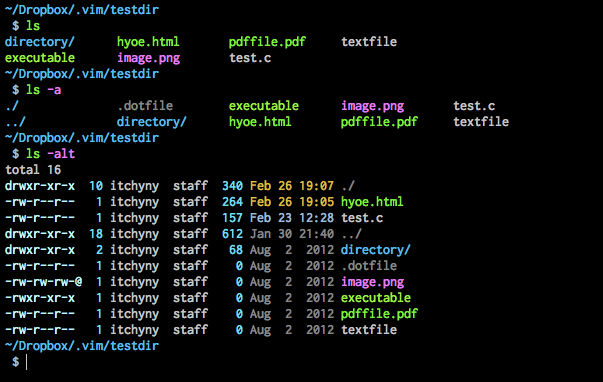 ~/Dropbox/.vim/testdir
$ ls
directory/ hyoe.html pdffile.pdf textfile
executable image.png test.c
~/Dropbox/.vim/testdir
$ ls -a
./ .dotfile executable image.png test.c
../ directory/ hyoe.html pdffile.pdf textfile
~/Dropbox/.vim/testdir
$ ls -alt
total 16
drwxr-xr-x 10 itchyny staff 340 Feb 26 19:07 ./
-rw-r--r-- 1 itchyny staff 264 Feb 26 19:05 hyoe.html
-rw-r--r-- 1 itchyny staff 157 Feb 23 12:28 test.c
drwxr-xr-x 18 itchyny staff 612 Jan 30 21:40 ../
drwxr-xr-x 2 itchyny staff 68 Aug 2 2012 directory/
-rw-r--r-- 1 itchyny staff 0 Aug 2 2012 .dotfile
-rw-rw-rw-@ 1 itchyny staff 0 Aug 2 2012 image.png
-rwxr-xr-x 1 itchyny staff 0 Aug 2 2012 executable
-rw-r--r-- 1 itchyny staff 0 Aug 2 2012 pdffile.pdf
-rw-r--r-- 1 itchyny staff 0 Aug 2 2012 textfile
~/Dropbox/.vim/testdir
$